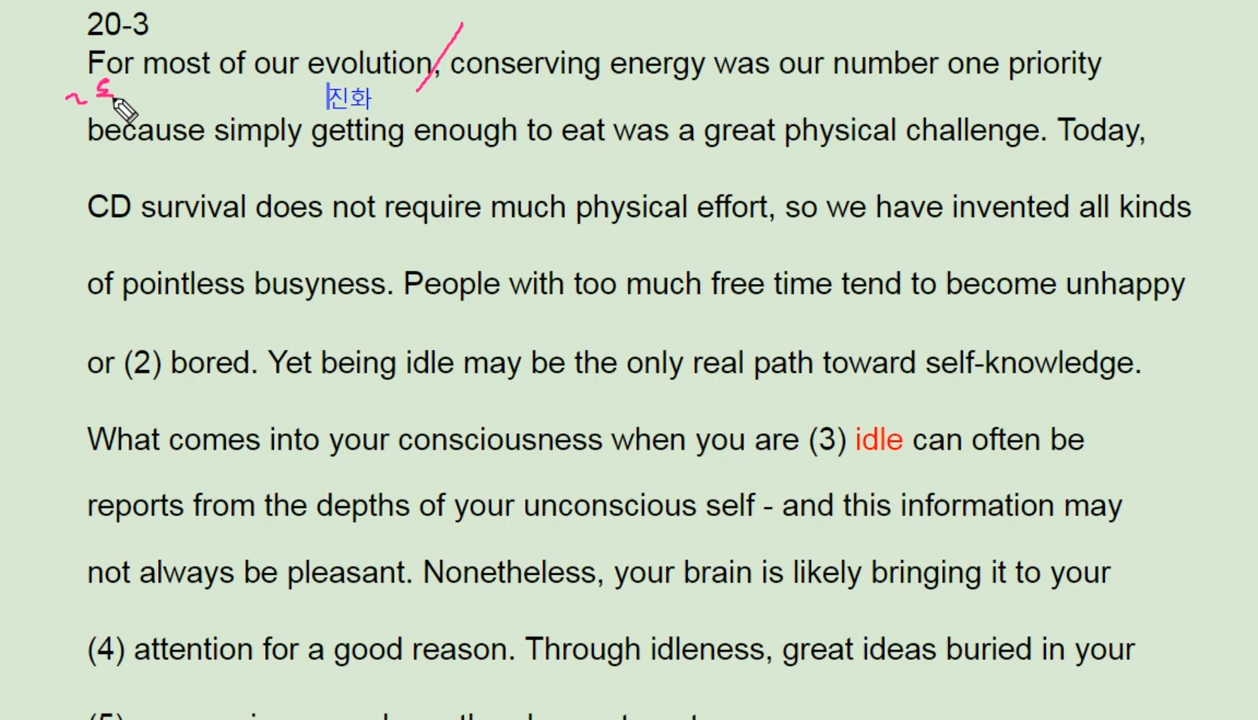 20-3
For most of our evolution, conserving energy was our number one priority
진화
because simply getting enough to eat was a great physical challenge. Today,
CD survival does not require much physical effort, so we have invented all kinds
of pointless busyness. People with too much free time tend to become unhappy
or (2) bored. Yet being idle may be the only real path toward self-knowledge.
What comes into your consciousness when you are (3) idle can often be
reports from the depths of your unconscious self - and this information may
not always be pleasant. Nonetheless, your brain is likely bringing it to your
(4) attention for a good reason. Through idleness, great ideas buried in your